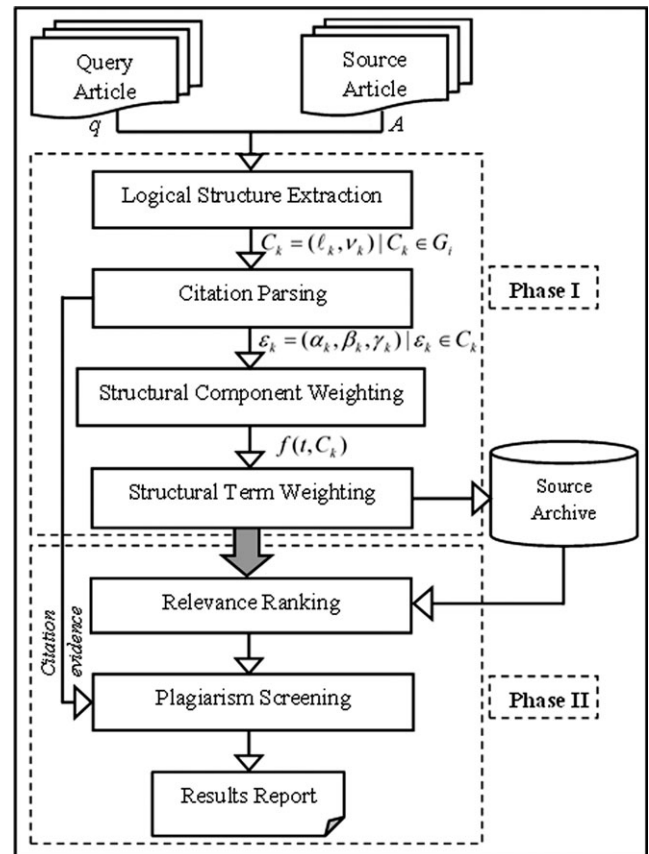 Query
Article
Source
Article
q
A
Logical Structure Extraction
C_k = (ℓ_k, ν_k) | C_k ∈ G_i
Citation Parsing
Phase I
ε_k = (α_k, β_k, γ_k) | ε_k ∈ C_k
Structural Component Weighting
f(t, C_k)
Structural Term Weighting
Source
Archive
Relevance Ranking
Citation
evidence
Plagiarism Screening
Phase II
Results Report